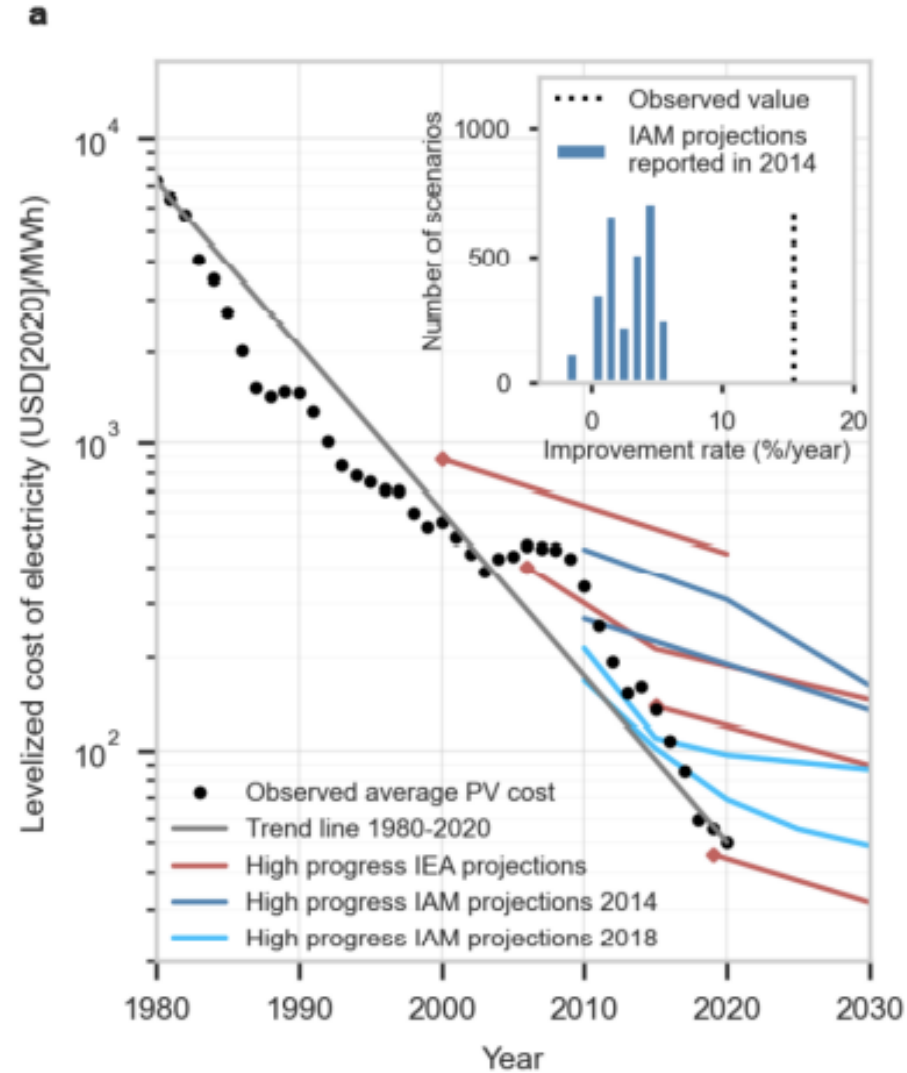 a
Levelized cost of electricity (USD[2020]/MWh)
10^4
10^3
10^2
Number of scenarios
1000
500
0
Observed value
IAM projections
reported in 2014
0 10 20
Improvement rate (%/year)
Observed average PV cost
Trend line 1980-2020
High progress IEA projections
High progress IAM projections 2014
High progress IAM projections 2018
1980 1990 2000 2010 2020 2030
Year